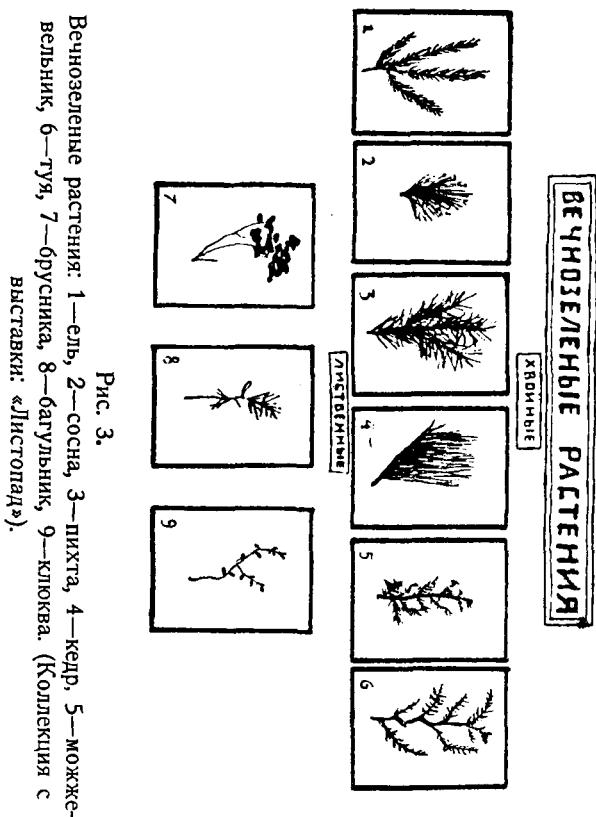 ВЕЧНОЗЕЛЕНЫЕ РАСТЕНИЯ
ХВОЙНЫЕ
1
2
3
4
5
6
ЛИСТВЕННЫЕ
7
8
9
Рис. 3.
Вечнозеленые растения: 1—ель, 2—сосна, 3—пихта, 4—кедр, 5—можже-
вельник, 6—туя, 7—брусника, 8—багульник, 9—клюква. (Коллекция с
выставки: «Листопад»).